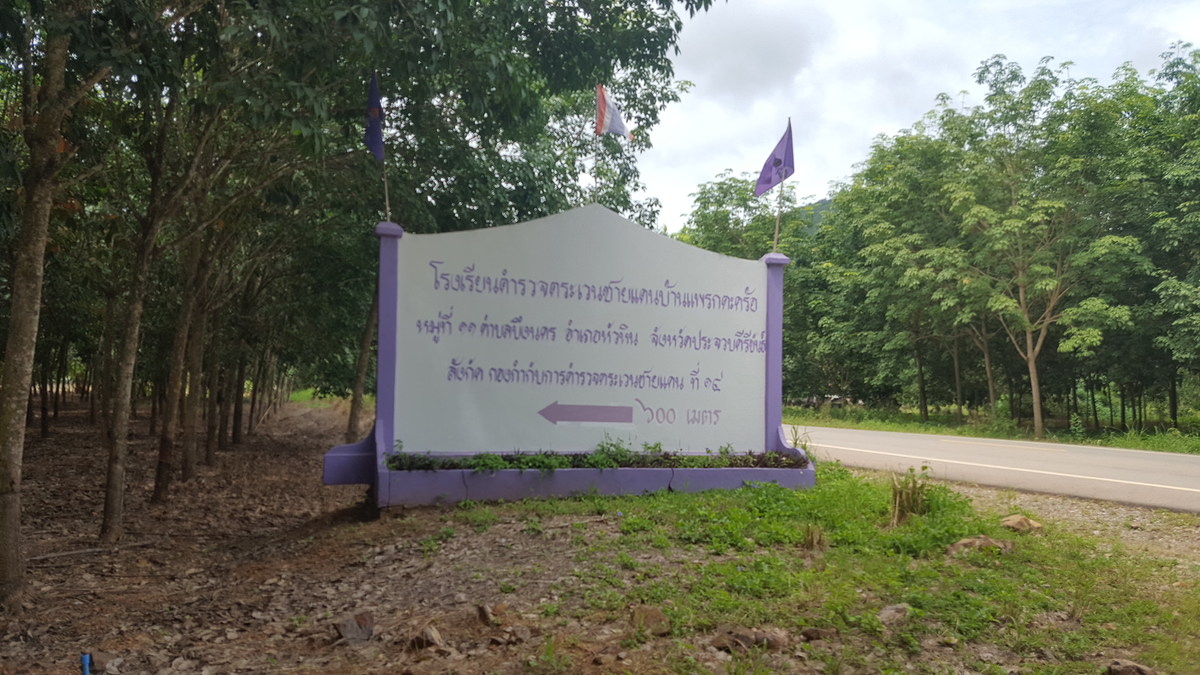 โรงเรียนตำรวจตระเวนชายแดนบ้านแพรกตะคร้อ
หมู่ที่ ๑๑ ตำบลบึงนคร อำเภอหัวหิน จังหวัดประจวบคีรีขันธ์
สังกัด กองกำกับการตำรวจตระเวนชายแดน ที่ ๑๔
๖๐๐ เมตร